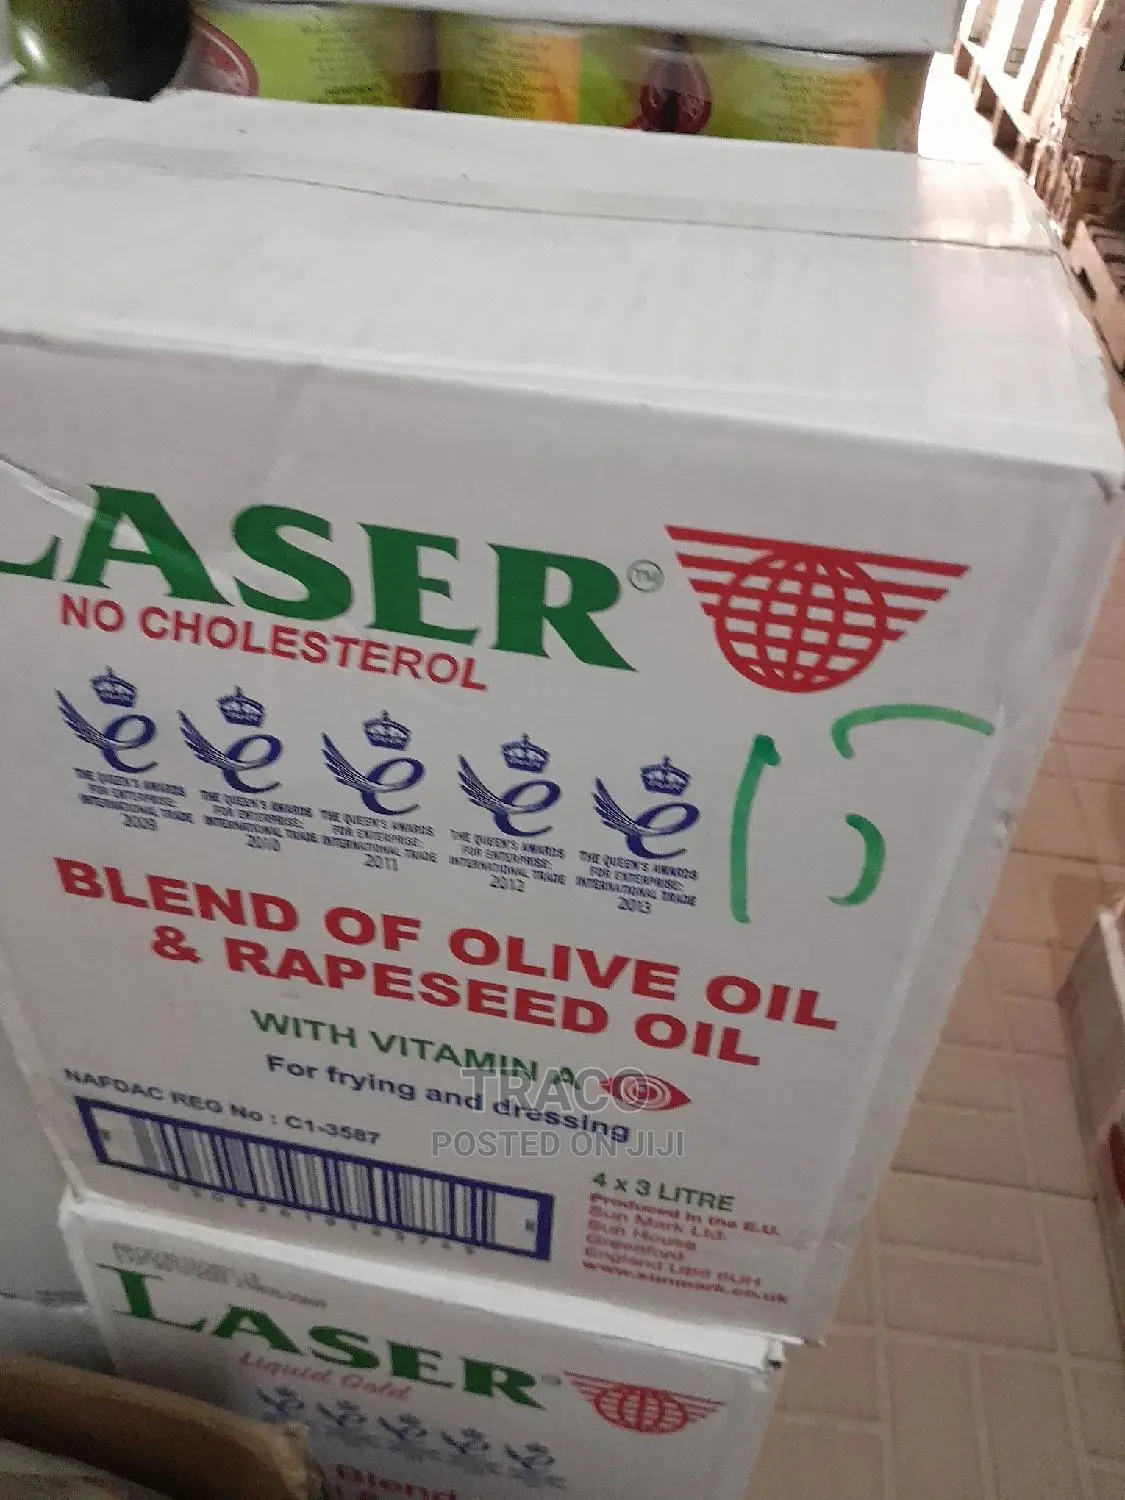 LASER™
NO CHOLESTEROL
THE QUEEN'S AWARDS
FOR ENTERPRISE:
INTERNATIONAL TRADE
2009
THE QUEEN'S AWARDS
FOR ENTERPRISE:
INTERNATIONAL TRADE
2010
THE QUEEN'S AWARDS
FOR ENTERPRISE:
INTERNATIONAL TRADE
2011
THE QUEEN'S AWARDS
FOR ENTERPRISE:
INTERNATIONAL TRADE
2012
THE QUEEN'S AWARDS
FOR ENTERPRISE:
INTERNATIONAL TRADE
2013
15
BLEND OF OLIVE OIL
& RAPESEED OIL
WITH VITAMIN A
For frying and dressing
NAFDAC REG No : C1-3587
TRACO
POSTED ON JIJI
4 x 3 LITRE
Produced in the E.U.
Sun Mark Ltd.
Sun House
Greenford
England
www.sunmark.co.uk
LASER
Liquid Gold
Blend